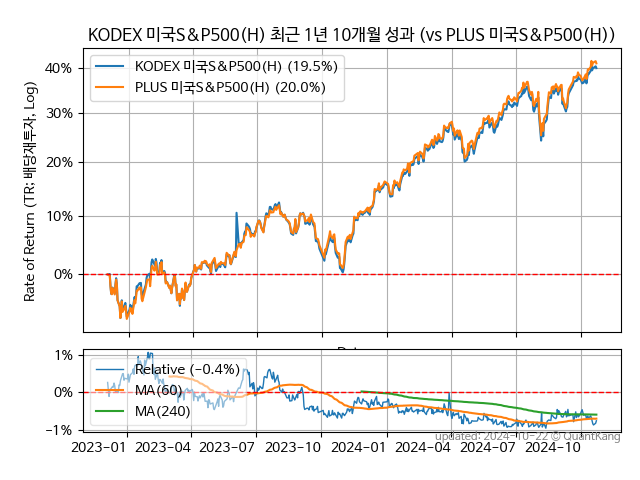 KODEX 미국S&P500(H) 최근 1년 10개월 성과 (vs PLUS 미국S&P500(H))
Rate of Return (TR: 배당재투자, Log)
40%
30%
20%
10%
0%
KODEX 미국S&P500(H) (19.5%)
PLUS 미국S&P500(H) (20.0%)
1%
0%
−1%
Relative (−0.4%)
MA(60)
MA(240)
2023-01 2023-04 2023-07 2023-10 2024-01 2024-04 2024-07 2024-10
updated: 2024-10-22 © QuantKang